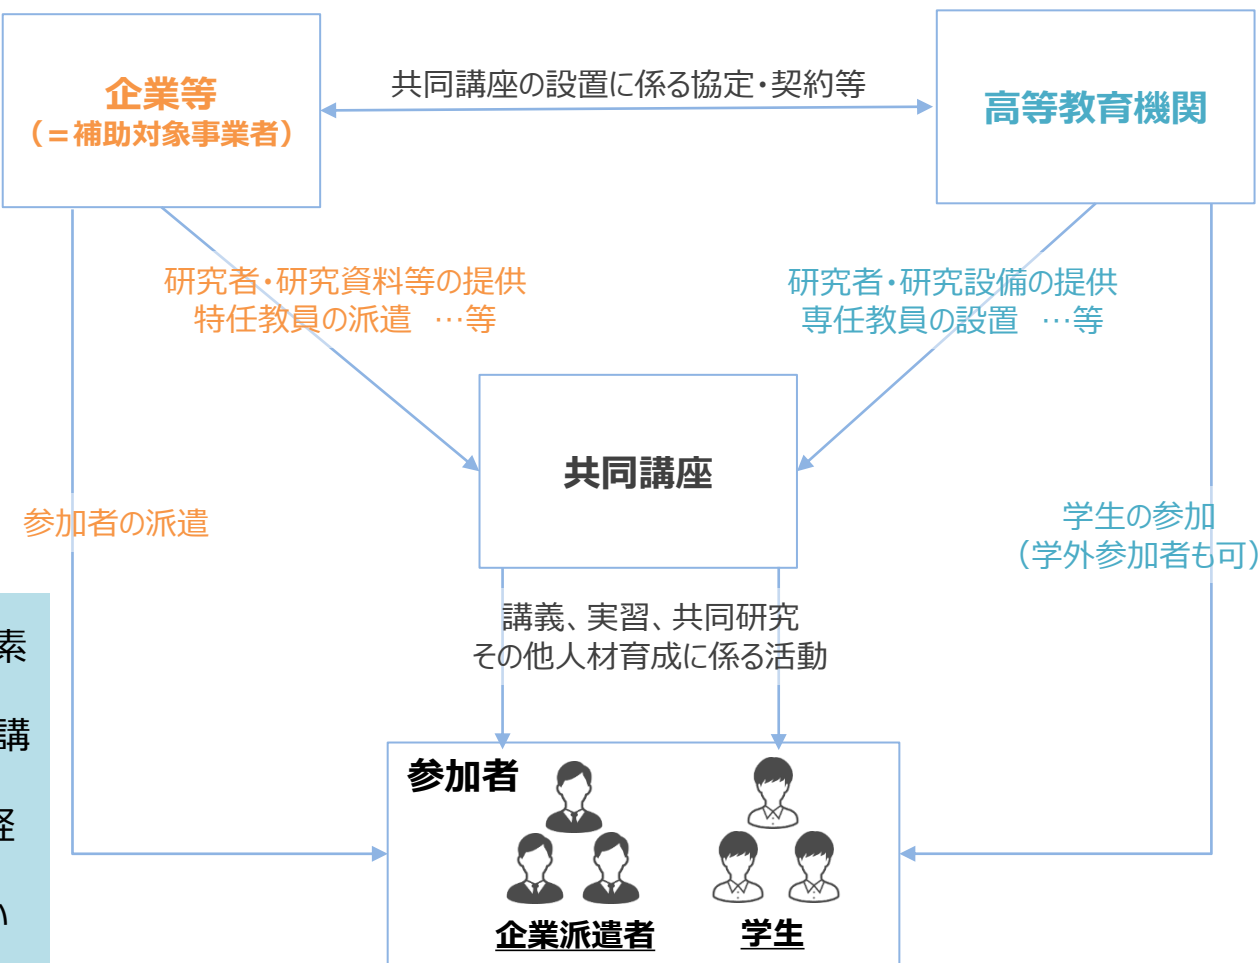 企業等
（=補助対象事業者）
共同講座の設置に係る協定・契約等
高等教育機関
研究者・研究資料等の提供
特任教員の派遣　…等
研究者・研究設備の提供
専任教員の設置　…等
共同講座
参加者の派遣
学生の参加
（学外参加者も可）
講義、実習、共同研究
その他人材育成に係る活動
素
講
経
い
参加者
企業派遣者
学生